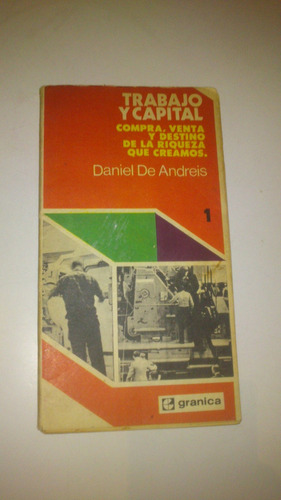 TRABAJO
Y CAPITAL
COMPRA, VENTA
Y DESTINO
DE LA RIQUEZA
QUE CREAMOS.
Daniel De Andreis
1
granica